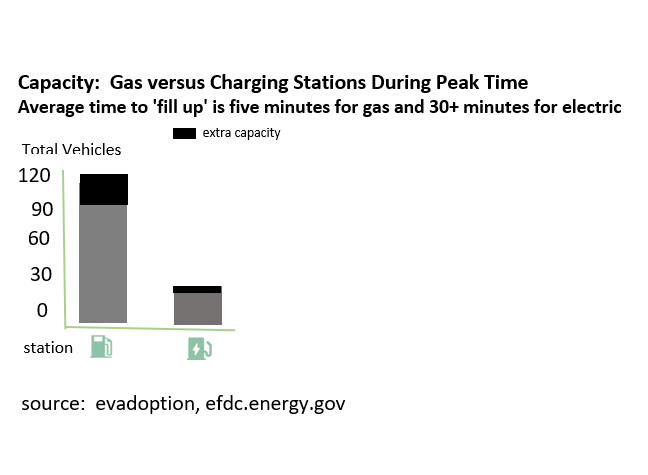 Capacity:  Gas versus Charging Stations During Peak Time
Average time to 'fill up' is five minutes for gas and 30+ minutes for electric
extra capacity
Total Vehicles
120
90
60
30
0
station
source:  evadoption, efdc.energy.gov